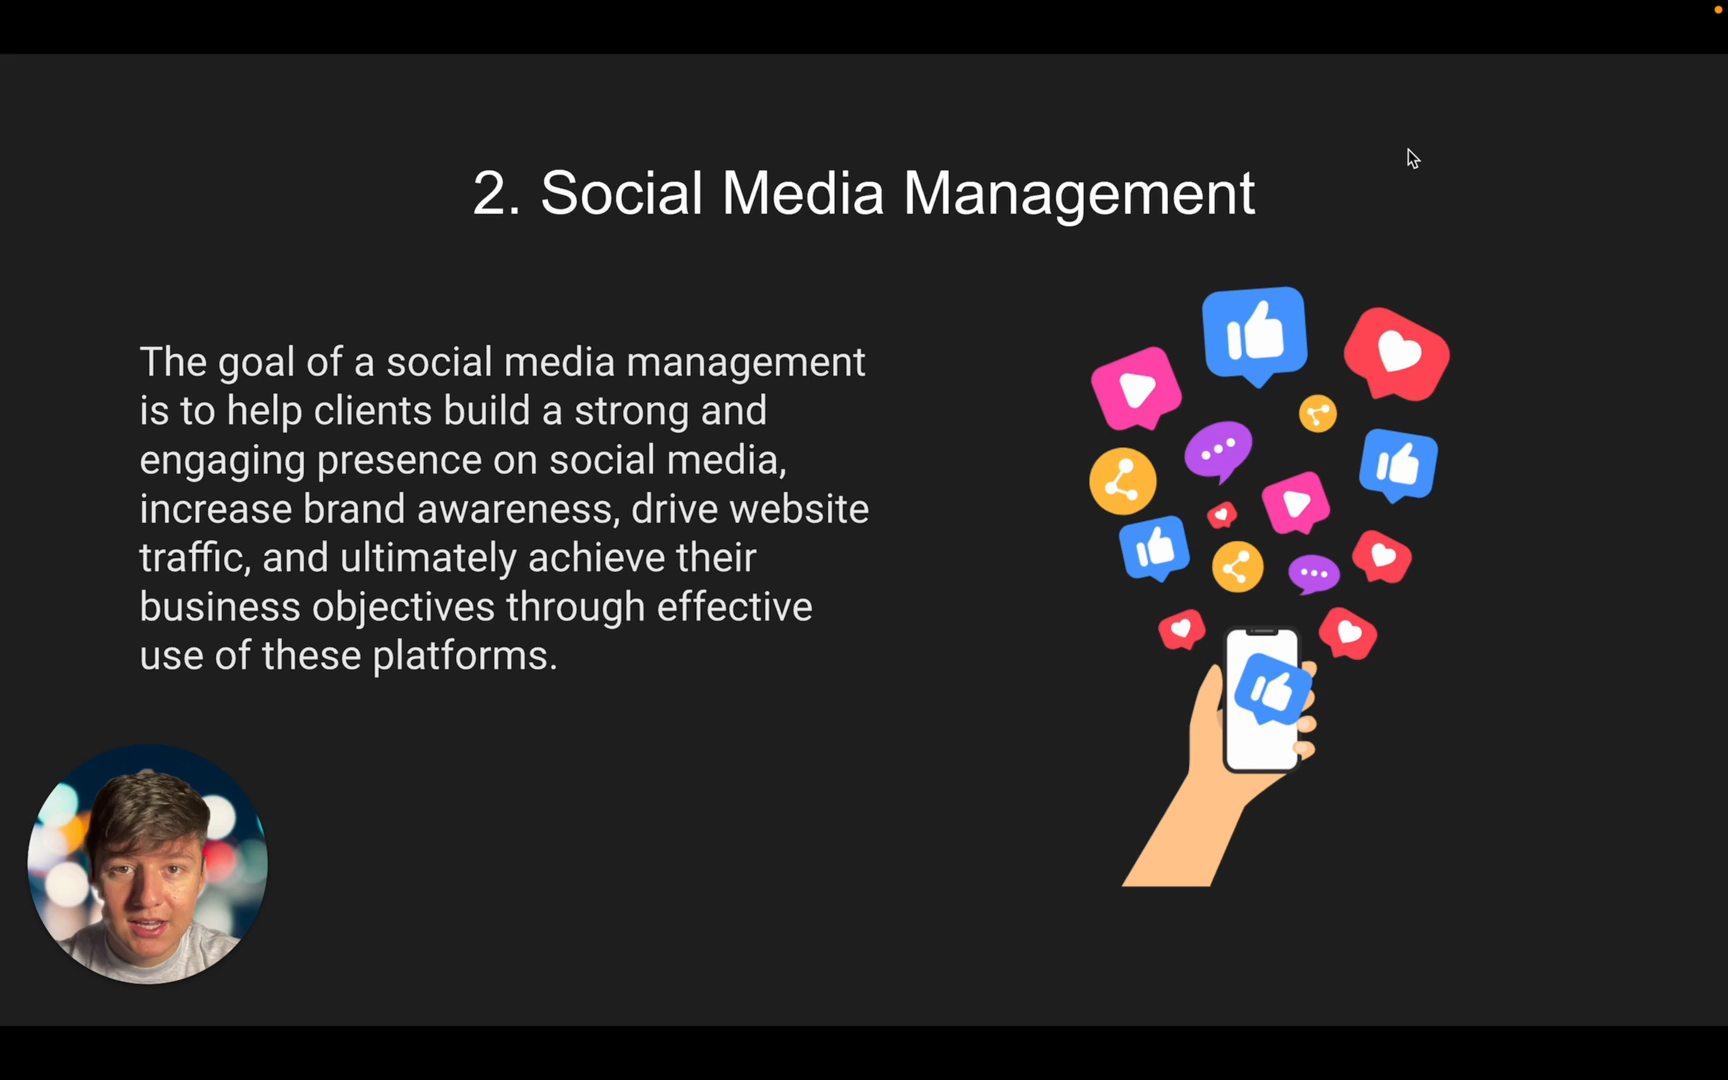 2. Social Media Management
The goal of a social media management
is to help clients build a strong and
engaging presence on social media,
increase brand awareness, drive website
traffic, and ultimately achieve their
business objectives through effective
use of these platforms.